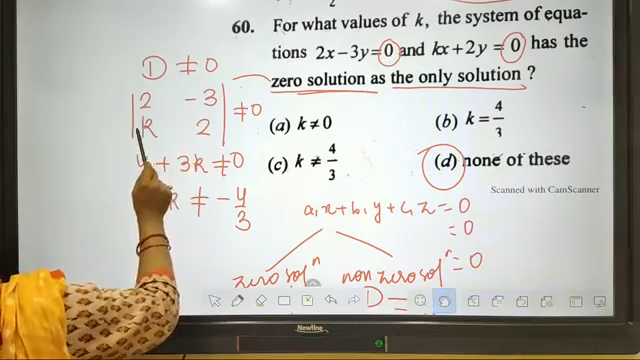 60. For what values of k, the system of equa-
tions 2x−3y=0 and kx+2y = 0 has the
zero solution as the only solution ?
(a) k≠0
(b) k= 4/3
(c) k ≠ 4/3
(d) none of these
Scanned with CamScanner
D ≠ 0
| 2 −3 |
| k 2 | ≠0
+ 3k ≠ 0
k ≠ − 4/3
a₁x + b₁y + c₁z = 0
= 0
zero solⁿ
non zero solⁿ = 0
D =
Newline